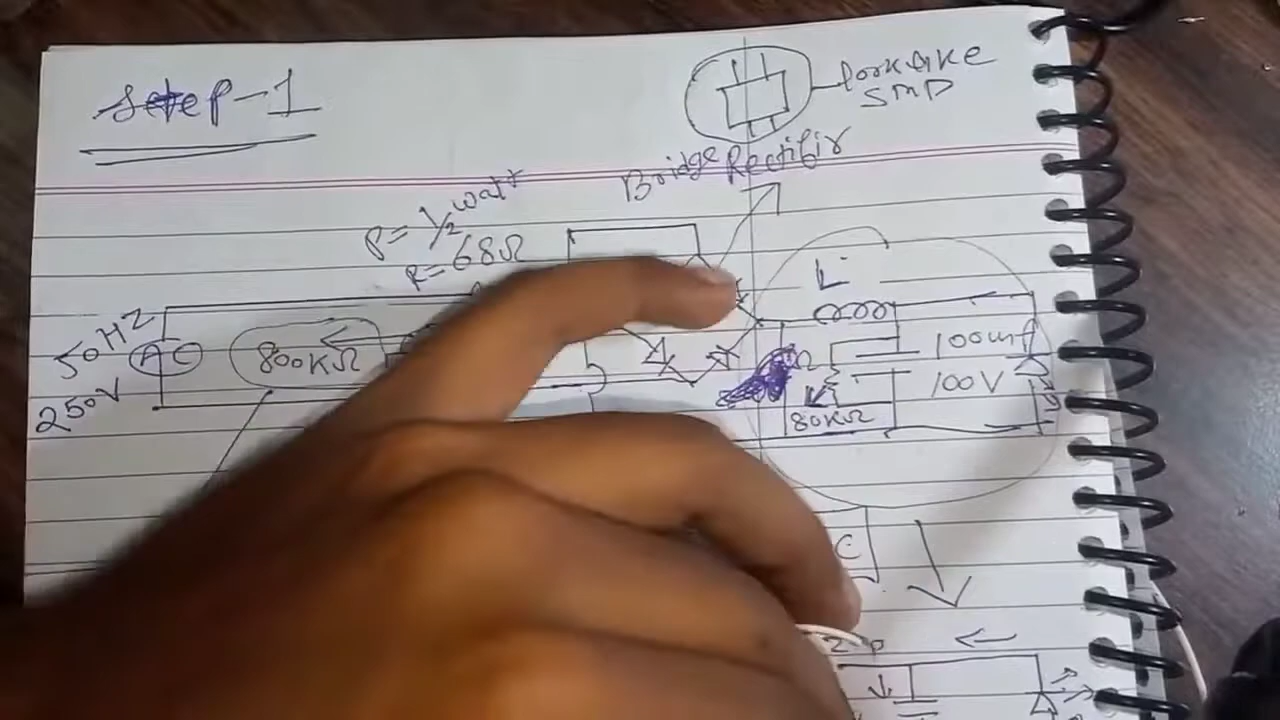 Step-1
look like
SMD
Bridge Rectifir
P= 1/2 watt
R= 68Ω
50HZ
AC
250V
800KΩ
L
100uf
100V
80KΩ
C